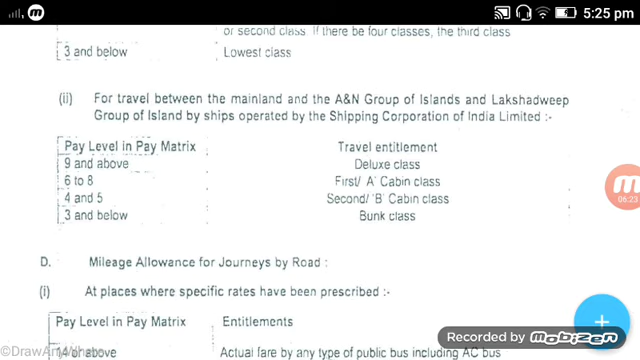 5:25 pm
or second class. If there be four classes, the third class
3 and below Lowest class
(ii) For travel between the mainland and the A&N Group of Islands and Lakshadweep
Group of Island by ships operated by the Shipping Corporation of India Limited :-
Pay Level in Pay Matrix Travel entitlement
9 and above Deluxe class
6 to 8 First/ 'A' Cabin class
4 and 5 Second/ 'B' Cabin class
3 and below Bunk class
D. Mileage Allowance for Journeys by Road :
(i) At places where specific rates have been prescribed :-
Pay Level in Pay Matrix Entitlements
14 or above Actual fare by any type of public bus including AC bus
06:23
Recorded by Mobizen